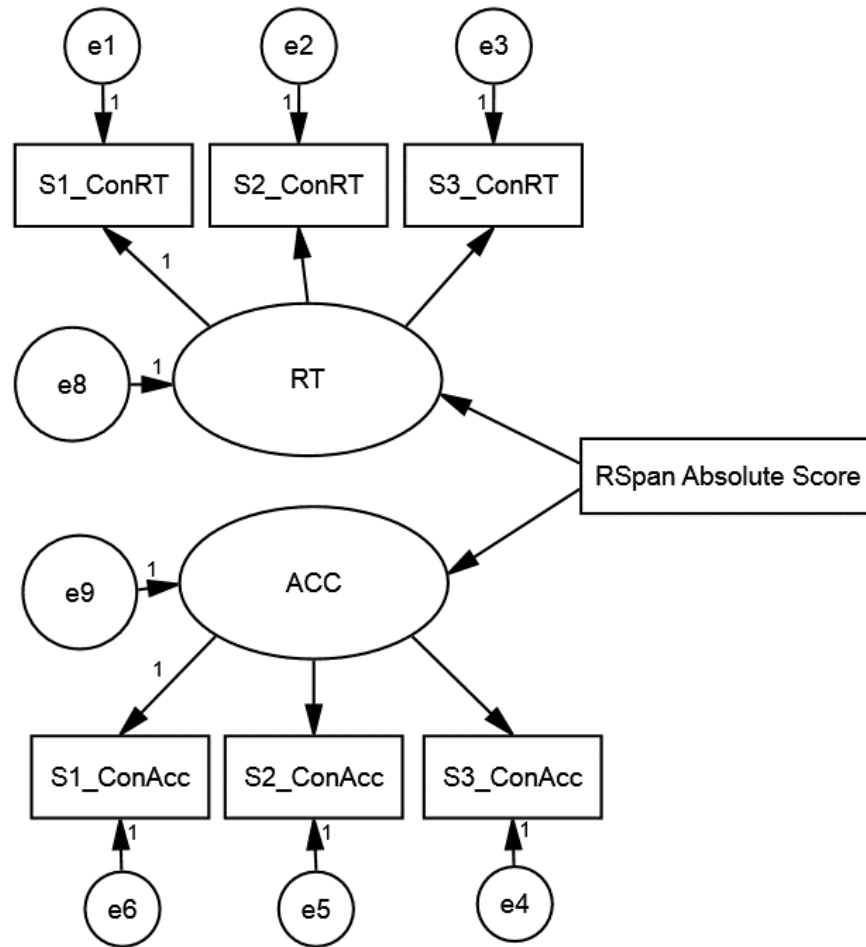 e1
e2
e3
1
1
1
S1_ConRT
S2_ConRT
S3_ConRT
1
e8
1
RT
RSpan Absolute Score
e9
1
ACC
1
S1_ConAcc
S2_ConAcc
S3_ConAcc
1
1
1
e6
e5
e4